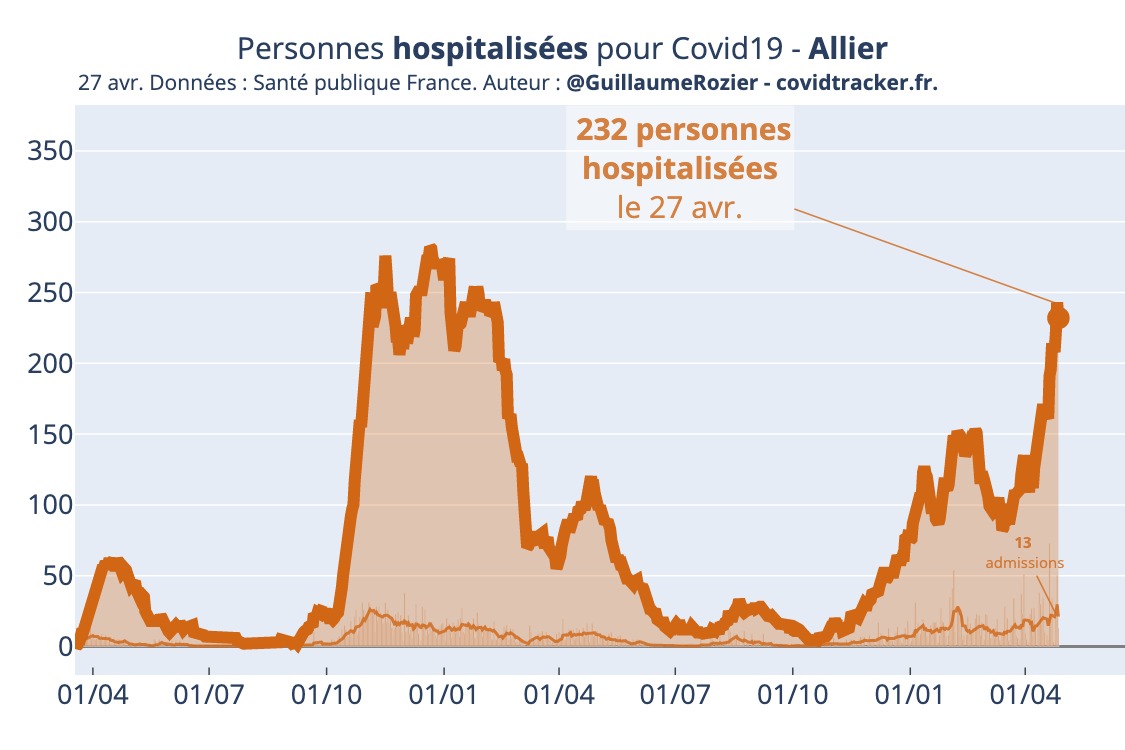 Personnes hospitalisées pour Covid19 - Allier
27 avr. Données : Santé publique France. Auteur : @GuillaumeRozier - covidtracker.fr.
232 personnes
hospitalisées
le 27 avr.
350
300
250
200
150
100
50
0
13
admissions
01/04 01/07 01/10 01/01 01/04 01/07 01/10 01/01 01/04